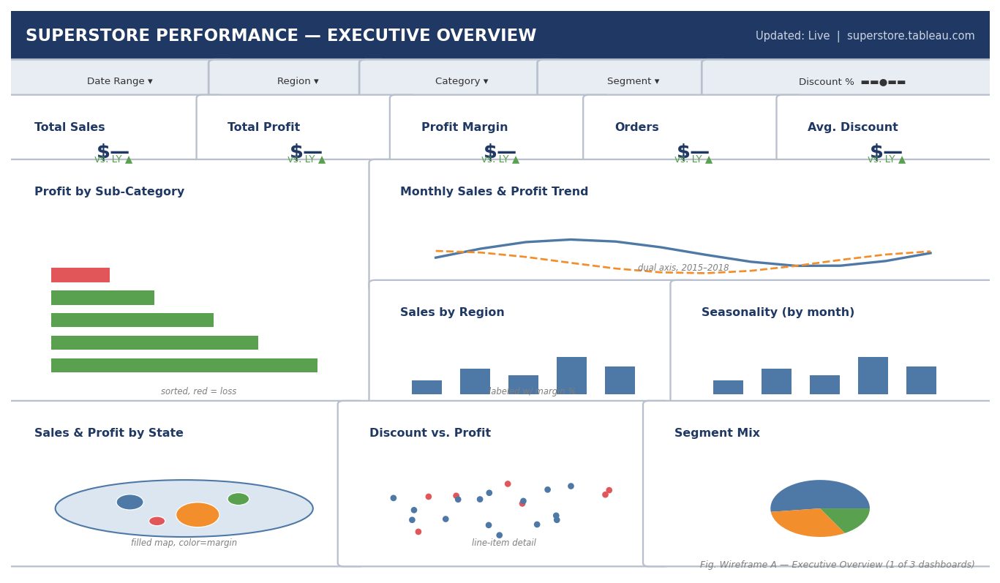 SUPERSTORE PERFORMANCE — EXECUTIVE OVERVIEW
Updated: Live | superstore.tableau.com
Date Range ▾
Region ▾
Category ▾
Segment ▾
Discount % ▬▬●▬▬
Total Sales
Total Profit
Profit Margin
Orders
Avg. Discount
$—
$—
$—
$—
$—
vs. LY ▲
vs. LY ▲
vs. LY ▲
vs. LY ▲
vs. LY ▲
Profit by Sub-Category
sorted, red = loss
Monthly Sales & Profit Trend
dual axis, 2015–2018
Sales by Region
labeled w/ margin %
Seasonality (by month)
Sales & Profit by State
filled map, color=margin
Discount vs. Profit
line-item detail
Segment Mix
Fig. Wireframe A — Executive Overview (1 of 3 dashboards)